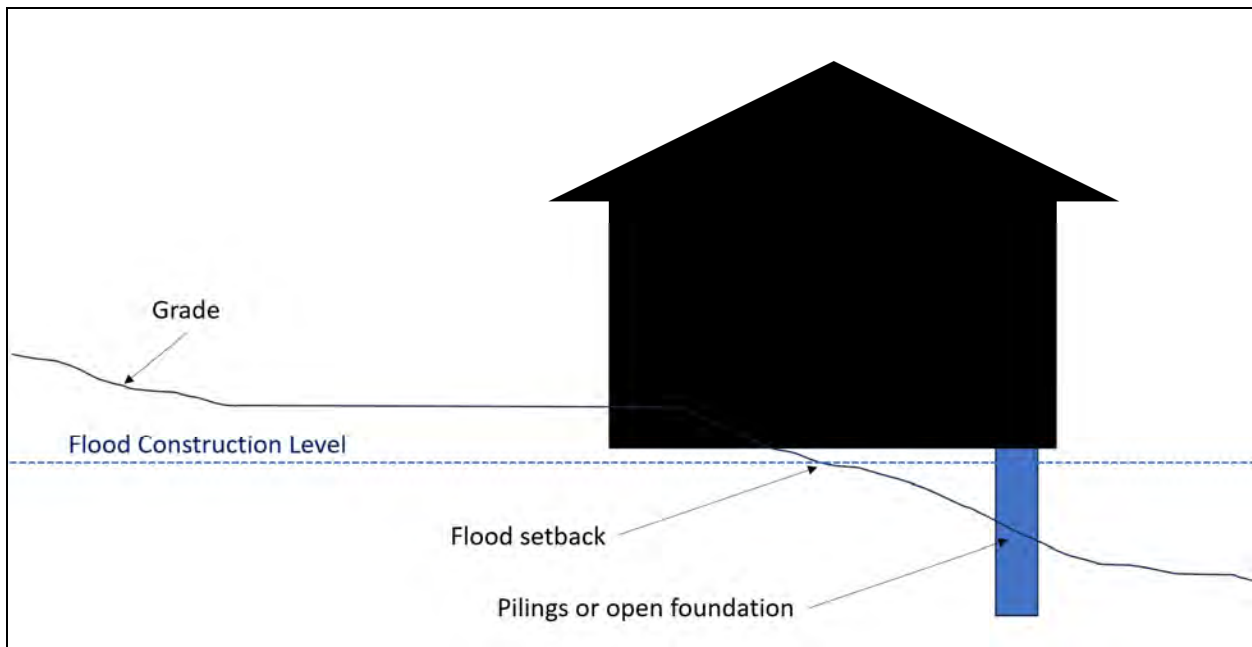 Grade
Flood Construction Level
Flood setback
Pilings or open foundation